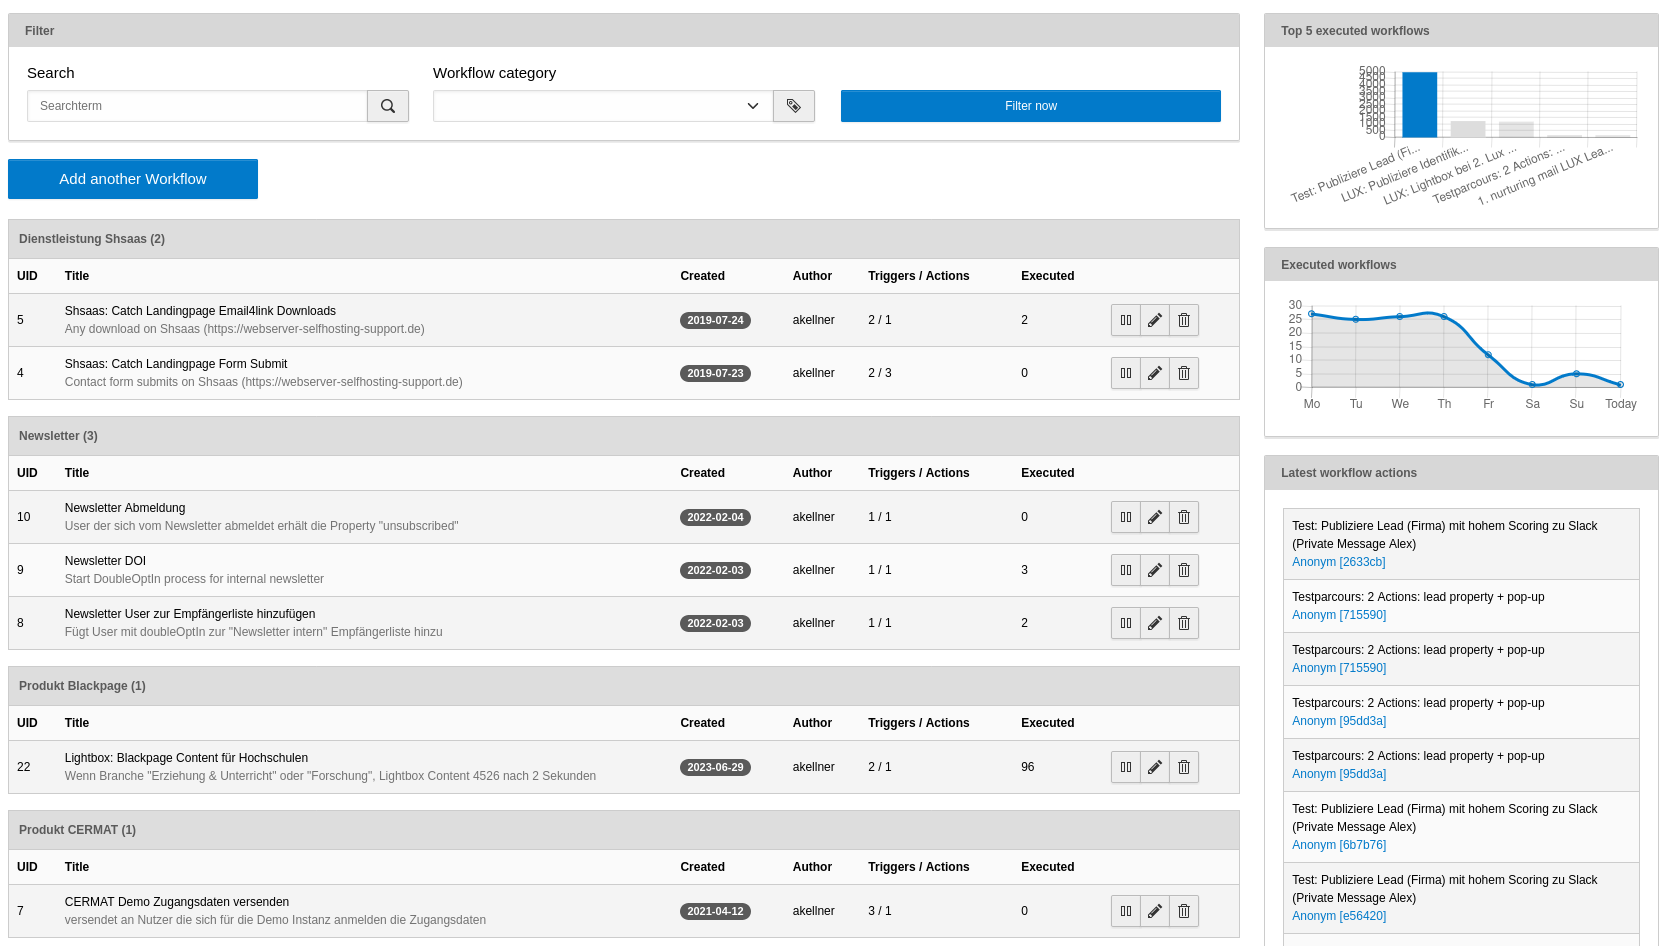 Filter
Search
Workflow category
Searchterm
Filter now
Add another Workflow
Dienstleistung Shsaas (2)
UID Title Created Author Triggers / Actions Executed
5 Shsaas: Catch Landingpage Email4link Downloads 2019-07-24 akellner 2 / 1 2
Any download on Shsaas (https://webserver-selfhosting-support.de)
4 Shsaas: Catch Landingpage Form Submit 2019-07-23 akellner 2 / 3 0
Contact form submits on Shsaas (https://webserver-selfhosting-support.de)
Newsletter (3)
UID Title Created Author Triggers / Actions Executed
10 Newsletter Abmeldung 2022-02-04 akellner 1 / 1 0
User der sich vom Newsletter abmeldet erhält die Property "unsubscribed"
9 Newsletter DOI 2022-02-03 akellner 1 / 1 3
Start DoubleOptIn process for internal newsletter
8 Newsletter User zur Empfängerliste hinzufügen 2022-02-03 akellner 1 / 1 2
Fügt User mit doubleOptIn zur "Newsletter intern" Empfängerliste hinzu
Produkt Blackpage (1)
UID Title Created Author Triggers / Actions Executed
22 Lightbox: Blackpage Content für Hochschulen 2023-06-29 akellner 2 / 1 96
Wenn Branche "Erziehung & Unterricht" oder "Forschung", Lightbox Content 4526 nach 2 Sekunden
Produkt CERMAT (1)
UID Title Created Author Triggers / Actions Executed
7 CERMAT Demo Zugangsdaten versenden 2021-04-12 akellner 3 / 1 0
versendet an Nutzer die sich für die Demo Instanz anmelden die Zugangsdaten
Top 5 executed workflows
5000
4500
4000
3500
3000
2500
2000
1500
1000
500
0
Test: Publiziere Lead (Fi...
LUX: Publiziere Identifik...
LUX: Lightbox bei 2. Lux ...
Testparcours: 2 Actions: ...
1. nurturing mail LUX Lea...
Executed workflows
30
25
20
15
10
5
0
Mo Tu We Th Fr Sa Su Today
Latest workflow actions
Test: Publiziere Lead (Firma) mit hohem Scoring zu Slack
(Private Message Alex)
Anonym [2633cb]
Testparcours: 2 Actions: lead property + pop-up
Anonym [715590]
Testparcours: 2 Actions: lead property + pop-up
Anonym [715590]
Testparcours: 2 Actions: lead property + pop-up
Anonym [95dd3a]
Testparcours: 2 Actions: lead property + pop-up
Anonym [95dd3a]
Test: Publiziere Lead (Firma) mit hohem Scoring zu Slack
(Private Message Alex)
Anonym [6b7b76]
Test: Publiziere Lead (Firma) mit hohem Scoring zu Slack
(Private Message Alex)
Anonym [e56420]